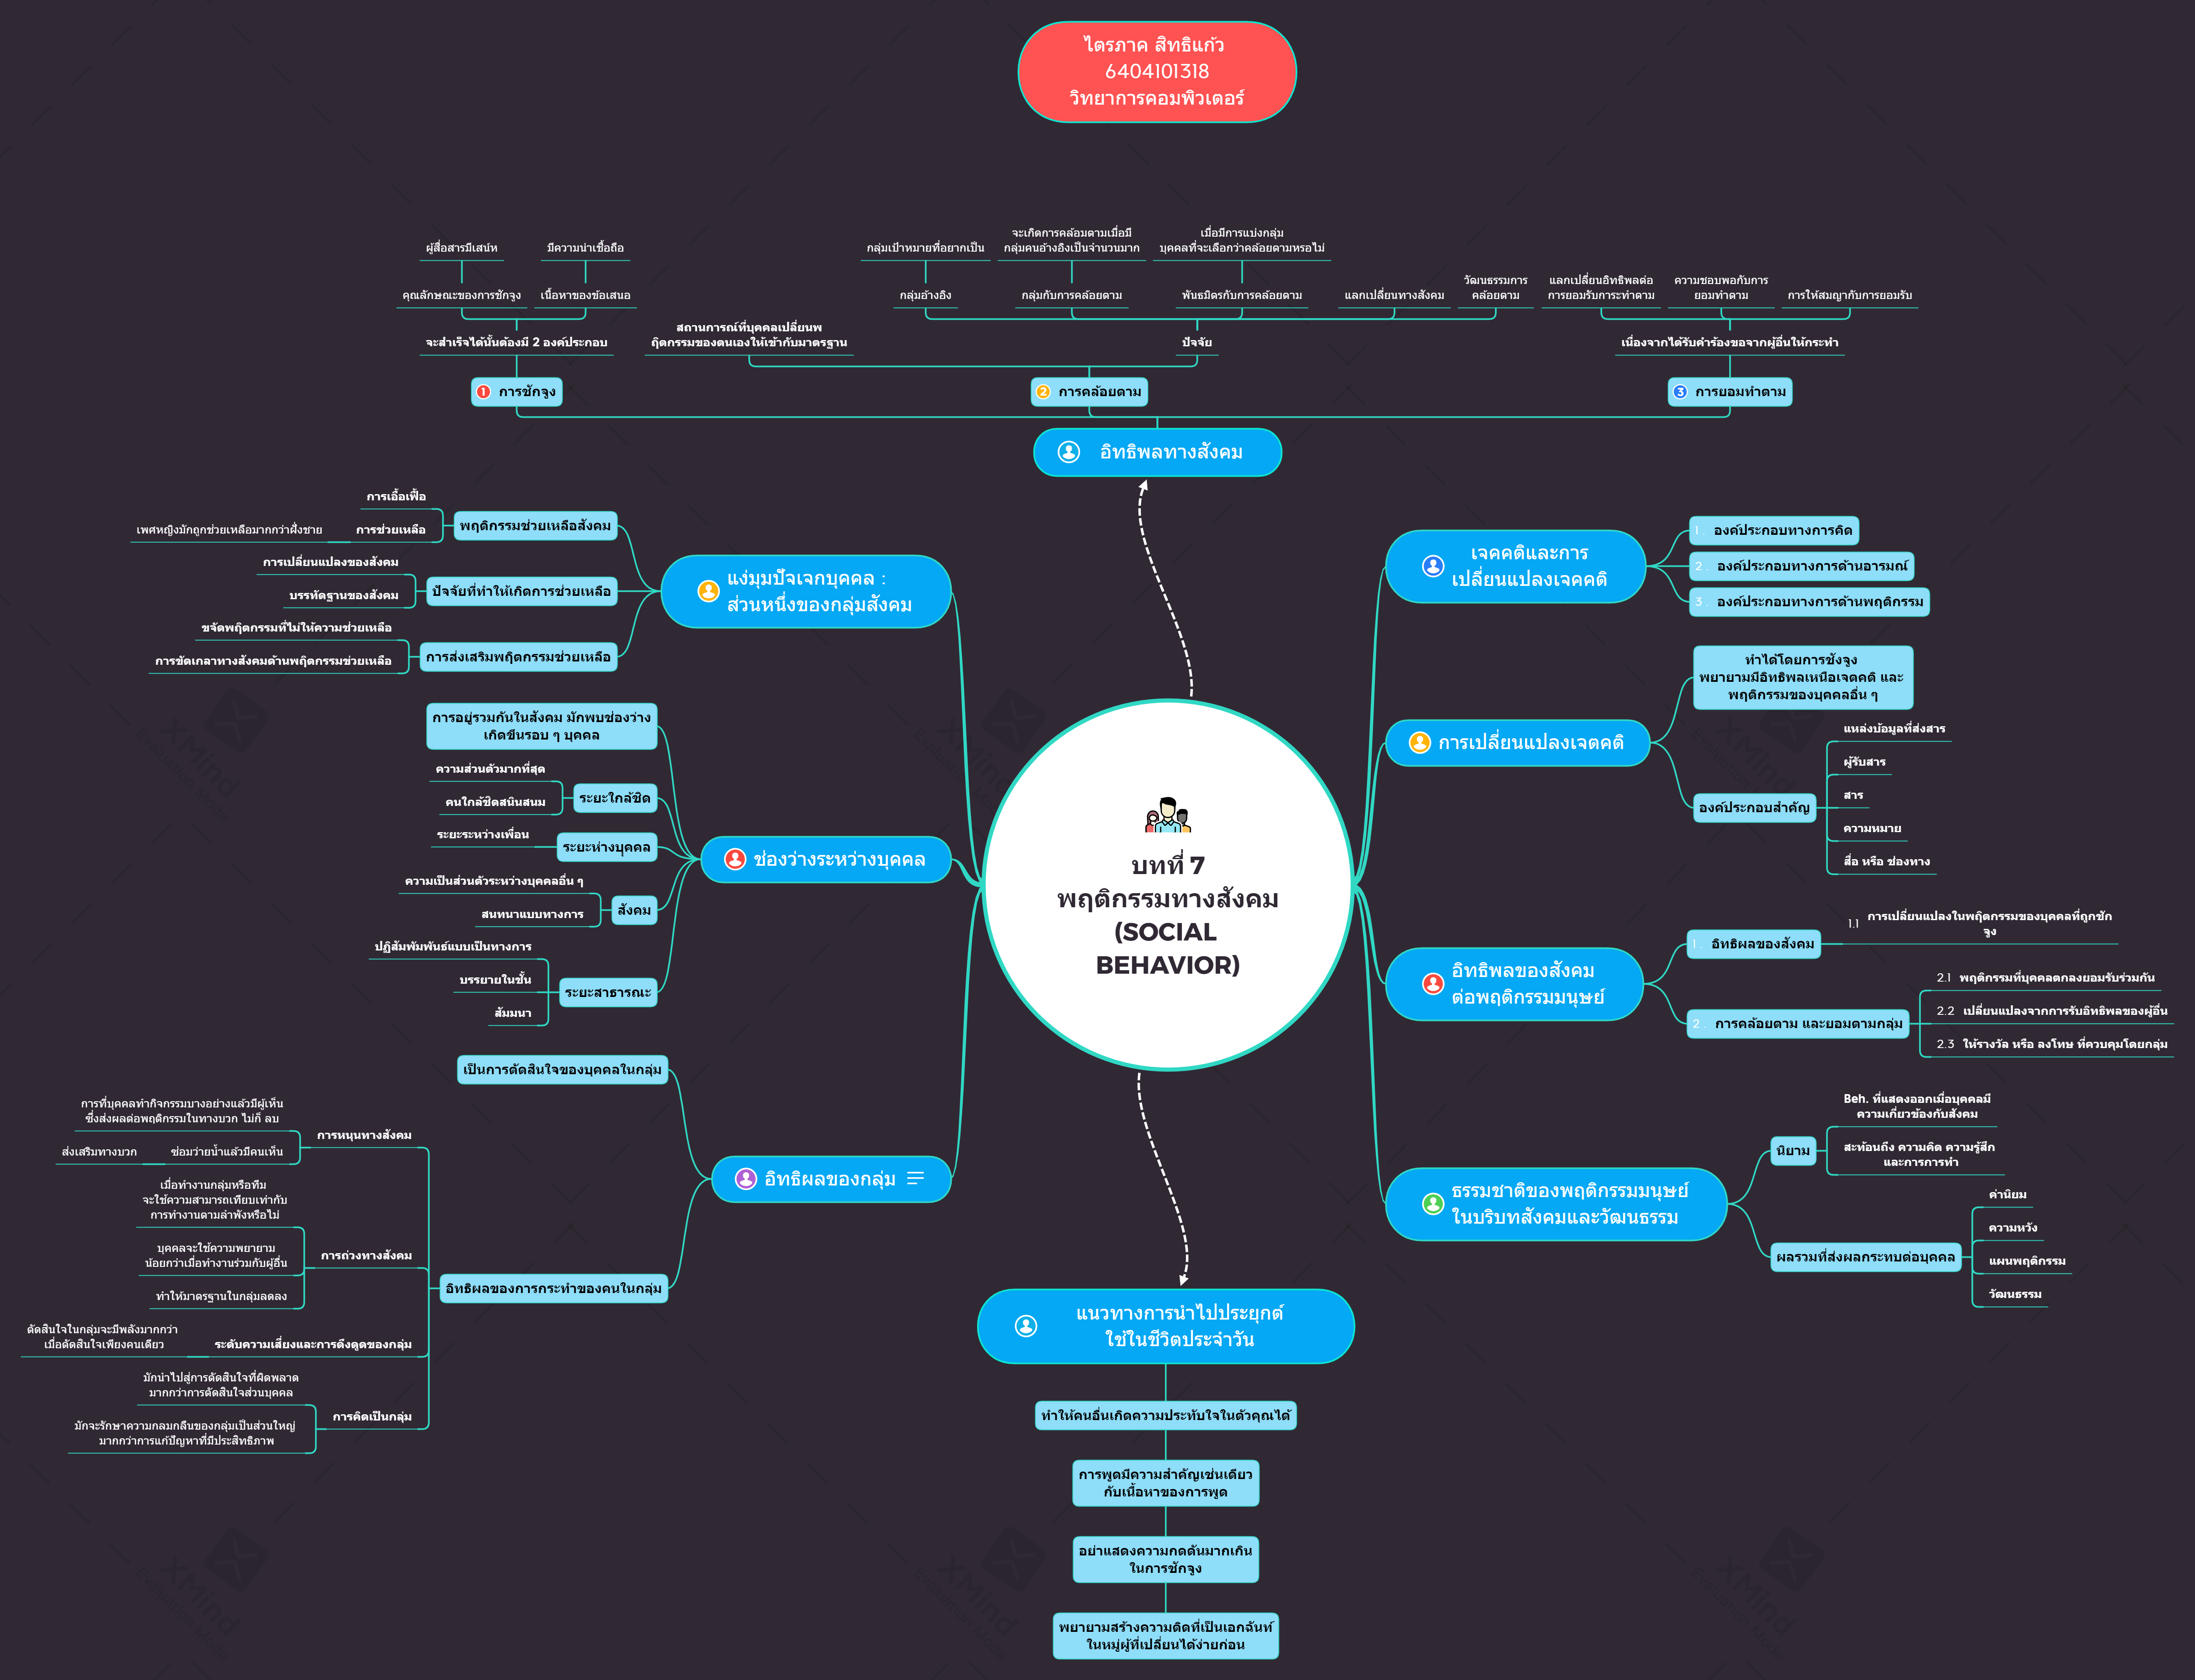 ไตรภาค สิทธิแก้ว
6404101318
วิทยาการคอมพิวเตอร์
ผู้สื่อสารมีเสน่ห
มีความน่าเชื้อถือ
คุณลักษณะของการชักจูง
เนื้อหาของข้อเสนอ
จะสำเร็จได้นั้นต้องมี 2 องค์ประกอบ
1 การชักจูง
กลุ่มเป้าหมายที่อยากเป็น
จะเกิดการคล้อมตามเมื่อมี
กลุ่มคนอ้างอิงเป็นจำนวนมาก
เมื่อมีการแบ่งกลุ่ม
บุคคลที่จะเลือกว่าคล้อยตามหรอไม่
กลุ่มอ้างอิง
กลุ่มกับการคล้อยตาม
พันธมิตรกับการคล้อยตาม
แลกเปลี่ยนทางสังคม
วัฒนธรรมการ
คล้อยตาม
สถานการณ์ที่บุคคลเปลี่ยนพ
ฤิตกรรมของตนเองให้เข้ากับมาตรฐาน
ปัจจัย
2 การคล้อยตาม
แลกเปลี่ยนอิทธิพลต่อ
การยอมรับการะทำตาม
ความชอบพอกับการ
ยอมทำตาม
การให้สมญากับการยอมรับ
เนื่องจากได้รับคำร้องขอจากผู้อื่นให้กระทำ
3 การยอมทำตาม
อิทธิพลทางสังคม
แง่มุมปัจเจกบุคคล :
ส่วนหนึ่งของกลุ่มสังคม
พฤติกรรมช่วยเหลือสังคม
การเอื้อเฟื้อ
การช่วยเหลือ
เพศหญิงมักถูกช่วยเหลือมากกว่าฝั่งชาย
ปัจจัยที่ทำให้เกิดการช่วยเหลือ
การเปลี่ยนแปลงของสังคม
บรรทัดฐานของสังคม
การส่งเสริมพฤิตกรรมช่วยเหลือ
ขจัดพฤิตกรรมที่ไม่ให้ความช่วยเหลือ
การขัดเกลาทางสังคมด้านพฤิตกรรมช่วยเหลือ
ช่องว่างระหว่างบุคคล
การอยู่รวมกันในสังคม มักพบช่องว่าง
เกิดขึ้นรอบ ๆ บุคคล
ระยะใกล้ชิด
ความส่วนตัวมากที่สุด
คนใกล้ชิดสนินสนม
ระยะห่างบุคคล
ระยะระหว่างเพื่อน
สังคม
ความเป็นส่วนตัวระหว่างบุคคลอื่น ๆ
สนทนาแบบทางการ
ระยะสาธารณะ
ปฏิสัมพัมพันธ์แบบเป็นทางการ
บรรยายในชั้น
สัมมนา
อิทธิผลของกลุ่ม
เป็นการตัดสินใจของบุคคลในกลุ่ม
อิทธิผลของการกระทำของคนในกลุ่ม
การหนุนทางสังคม
การที่บุคคลทำกิจกรรมบางอย่างแล้วมีผู้เห็น
ซึ่งส่งผลต่อพฤติกรรมในทางบวก ไม่ก็ ลบ
ซ่อมว่ายน้ำแล้วมีคนเห็น
ส่งเสริมทางบวก
การถ่วงทางสังคม
เมื่อทำงานกลุ่มหรือทีม
จะใช้ความสามารถเทียบเท่ากับ
การทำงานตามลำพังหรือไม่
บุคคลจะใช้ความพยายาม
น้อยกว่าเมื่อทำงานร่วมกับผู้อื่น
ทำให้มาตรฐานในกลุ่มลดลง
ระดับความเสี่ยงและการดึงดูดของกลุ่ม
ตัดสินใจในกลุ่มจะมีพลังมากกว่า
เมื่อตัดสินใจเพียงคนเดียว
การคิดเป็นกลุ่ม
มักนำไปสู่การตัดสินใจที่ผิดพลาด
มากกว่าการตัดสินใจส่วนบุคคล
มักจะรักษาความกลมกลืนของกลุ่มเป็นส่วนใหญ่
มากกว่าการแก้ปัญหาที่มีประสิทธิภาพ
บทที่ 7
พฤติกรรมทางสังคม
(SOCIAL
BEHAVIOR)
เจคคติและการ
เปลี่ยนแปลงเจคคติ
1. องค์ประกอบทางการคิด
2. องค์ประกอบทางการด้านอารมณ์
3. องค์ประกอบทางการด้านพฤติกรรม
การเปลี่ยนแปลงเจตคติ
ทำได้โดยการชังจูง
พยายามมีอิทธิพลเหนือเจตคติ และ
พฤติกรรมของบุคคลอื่น ๆ
องค์ประกอบสำคัญ
แหล่งบ้อมูลที่ส่งสาร
ผู้รับสาร
สาร
ความหมาย
สื่อ หรือ ช่องทาง
อิทธิพลของสังคม
ต่อพฤติกรรมมนุษย์
1. อิทธิผลของสังคม
1.1 การเปลี่ยนแปลงในพฤิตกรรมของบุคคลที่ถูกชัก
จูง
2. การคล้อยตาม และยอมตามกลุ่ม
2.1 พฤติกรรมที่บุคคลตกลงยอมรับร่วมกัน
2.2 เปลี่ยนแปลงจากการรับอิทธิพลของผู้อื่น
2.3 ให้รางวัล หรือ ลงโทษ ที่ควบคุมโดยกลุ่ม
ธรรมชาติของพฤติกรรมมนุษย์
ในบริบทสังคมและวัฒนธรรม
นิยาม
Beh. ที่แสดงออกเมื่อบุคคลมี
ความเกี่ยวข้องกับสังคม
สะท้อนถึง ความคิด ความรู้สึก
และการการทำ
ผลรวมที่ส่งผลกระทบต่อบุคคล
ค่านิยม
ความหวัง
แผนพฤติกรรม
วัฒนธรรม
แนวทางการนำไปประยุกต์
ใช้ในชีวิตประจำวัน
ทำให้คนอื่นเกิดความประทับใจในตัวคุณได้
การพูดมีความสำคัญเช่นเดียว
กับเนื้อหาของการพูด
อย่าแสดงความกดดันมากเกิน
ในการชักจูง
พยายามสร้างความติดที่เป็นเอกฉันท์
ในหมู่ผู้ที่เปลี่ยนได้ง่ายก่อน
XMind
Evaluation Mode
XMind
Evaluation Mode
XMind
Evaluation Mode
XMind
Evaluation Mode
XMind
Evaluation Mode
XMind
Evaluation Mode